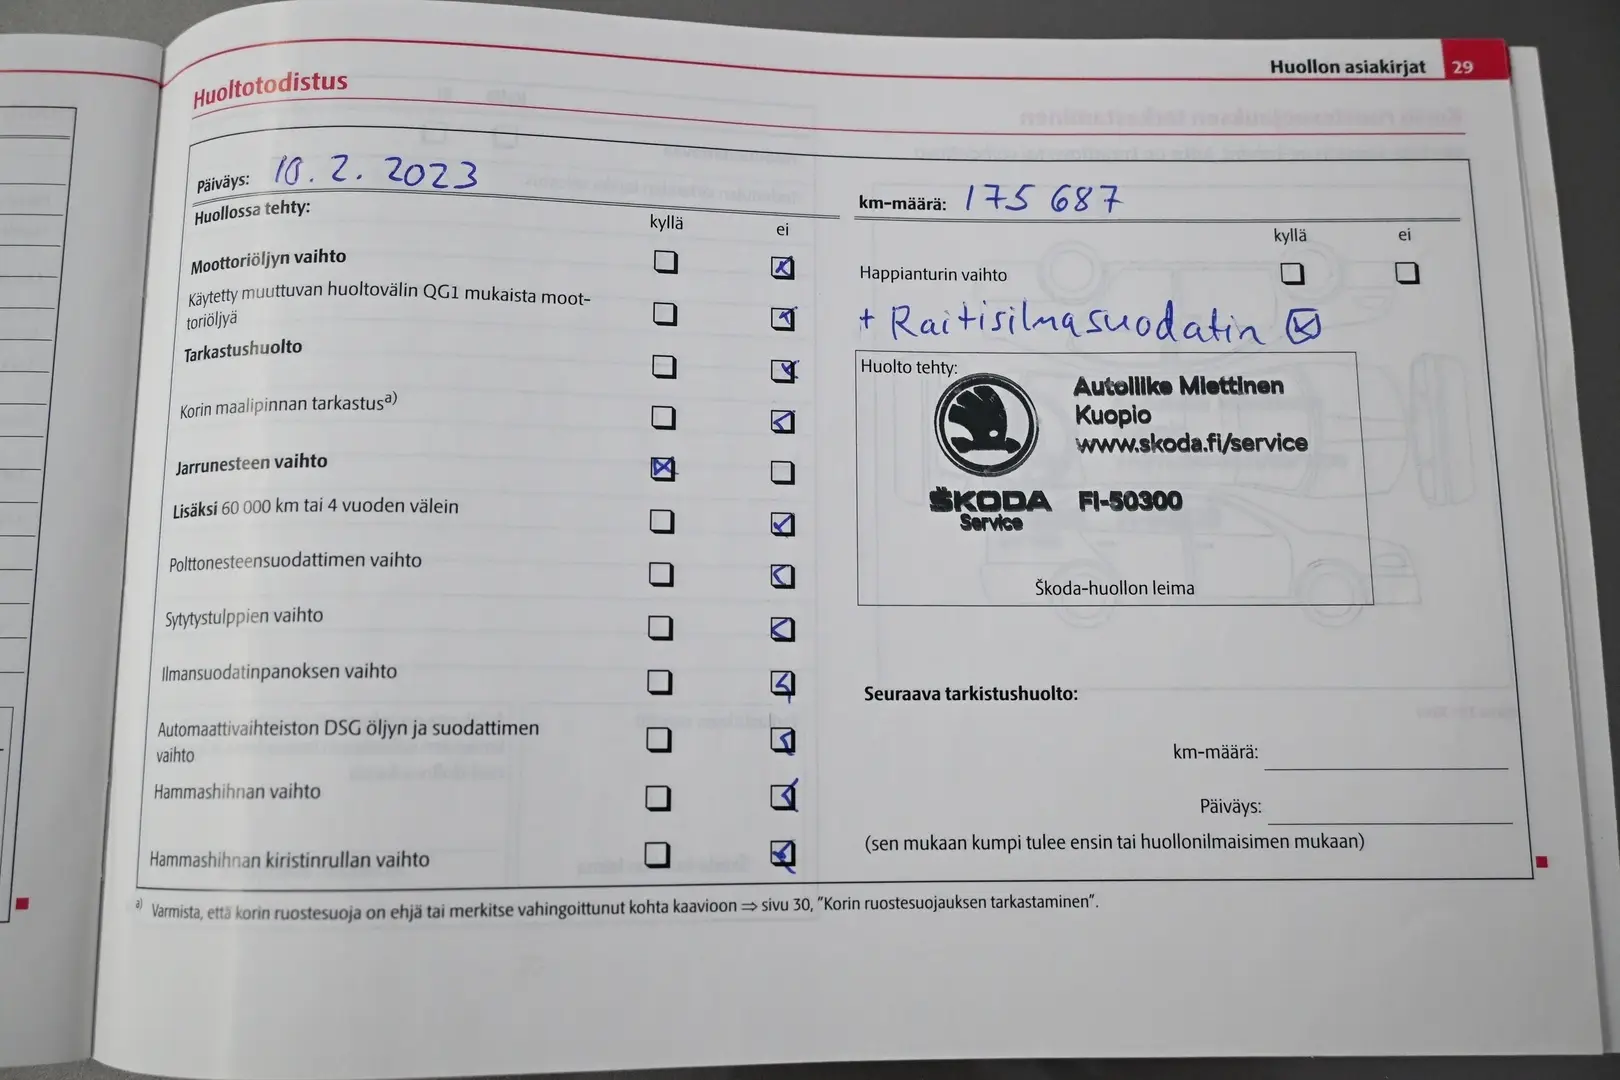 Huollon asiakirjat 29
Huoltotodistus
Päiväys: 10. 2. 2023
Huollossa tehty:
kyllä ei
Moottoriöljyn vaihto
Käytetty muuttuvan huoltovälin QG1 mukaista moot-
toriöljyä
Tarkastushuolto
Korin maalipinnan tarkastusa)
Jarrunesteen vaihto
Lisäksi 60 000 km tai 4 vuoden välein
Polttonesteensuodattimen vaihto
Sytytystulppien vaihto
Ilmansuodatinpanoksen vaihto
Automaattivaihteiston DSG öljyn ja suodattimen
vaihto
Hammashihnan vaihto
Hammashihnan kiristinrullan vaihto
km-määrä: 175 687
kyllä ei
Happianturin vaihto
+ Raitisilmasuodatin
Huolto tehty:
Autoliike Miettinen
Kuopio
www.skoda.fi/service
ŠKODA FI-50300
Service
Škoda-huollon leima
Seuraava tarkistushuolto:
km-määrä:
Päiväys:
(sen mukaan kumpi tulee ensin tai huollonilmaisimen mukaan)
a) Varmista, että korin ruostesuoja on ehjä tai merkitse vahingoittunut kohta kaavioon ⇒ sivu 30, "Korin ruostesuojauksen tarkastaminen".